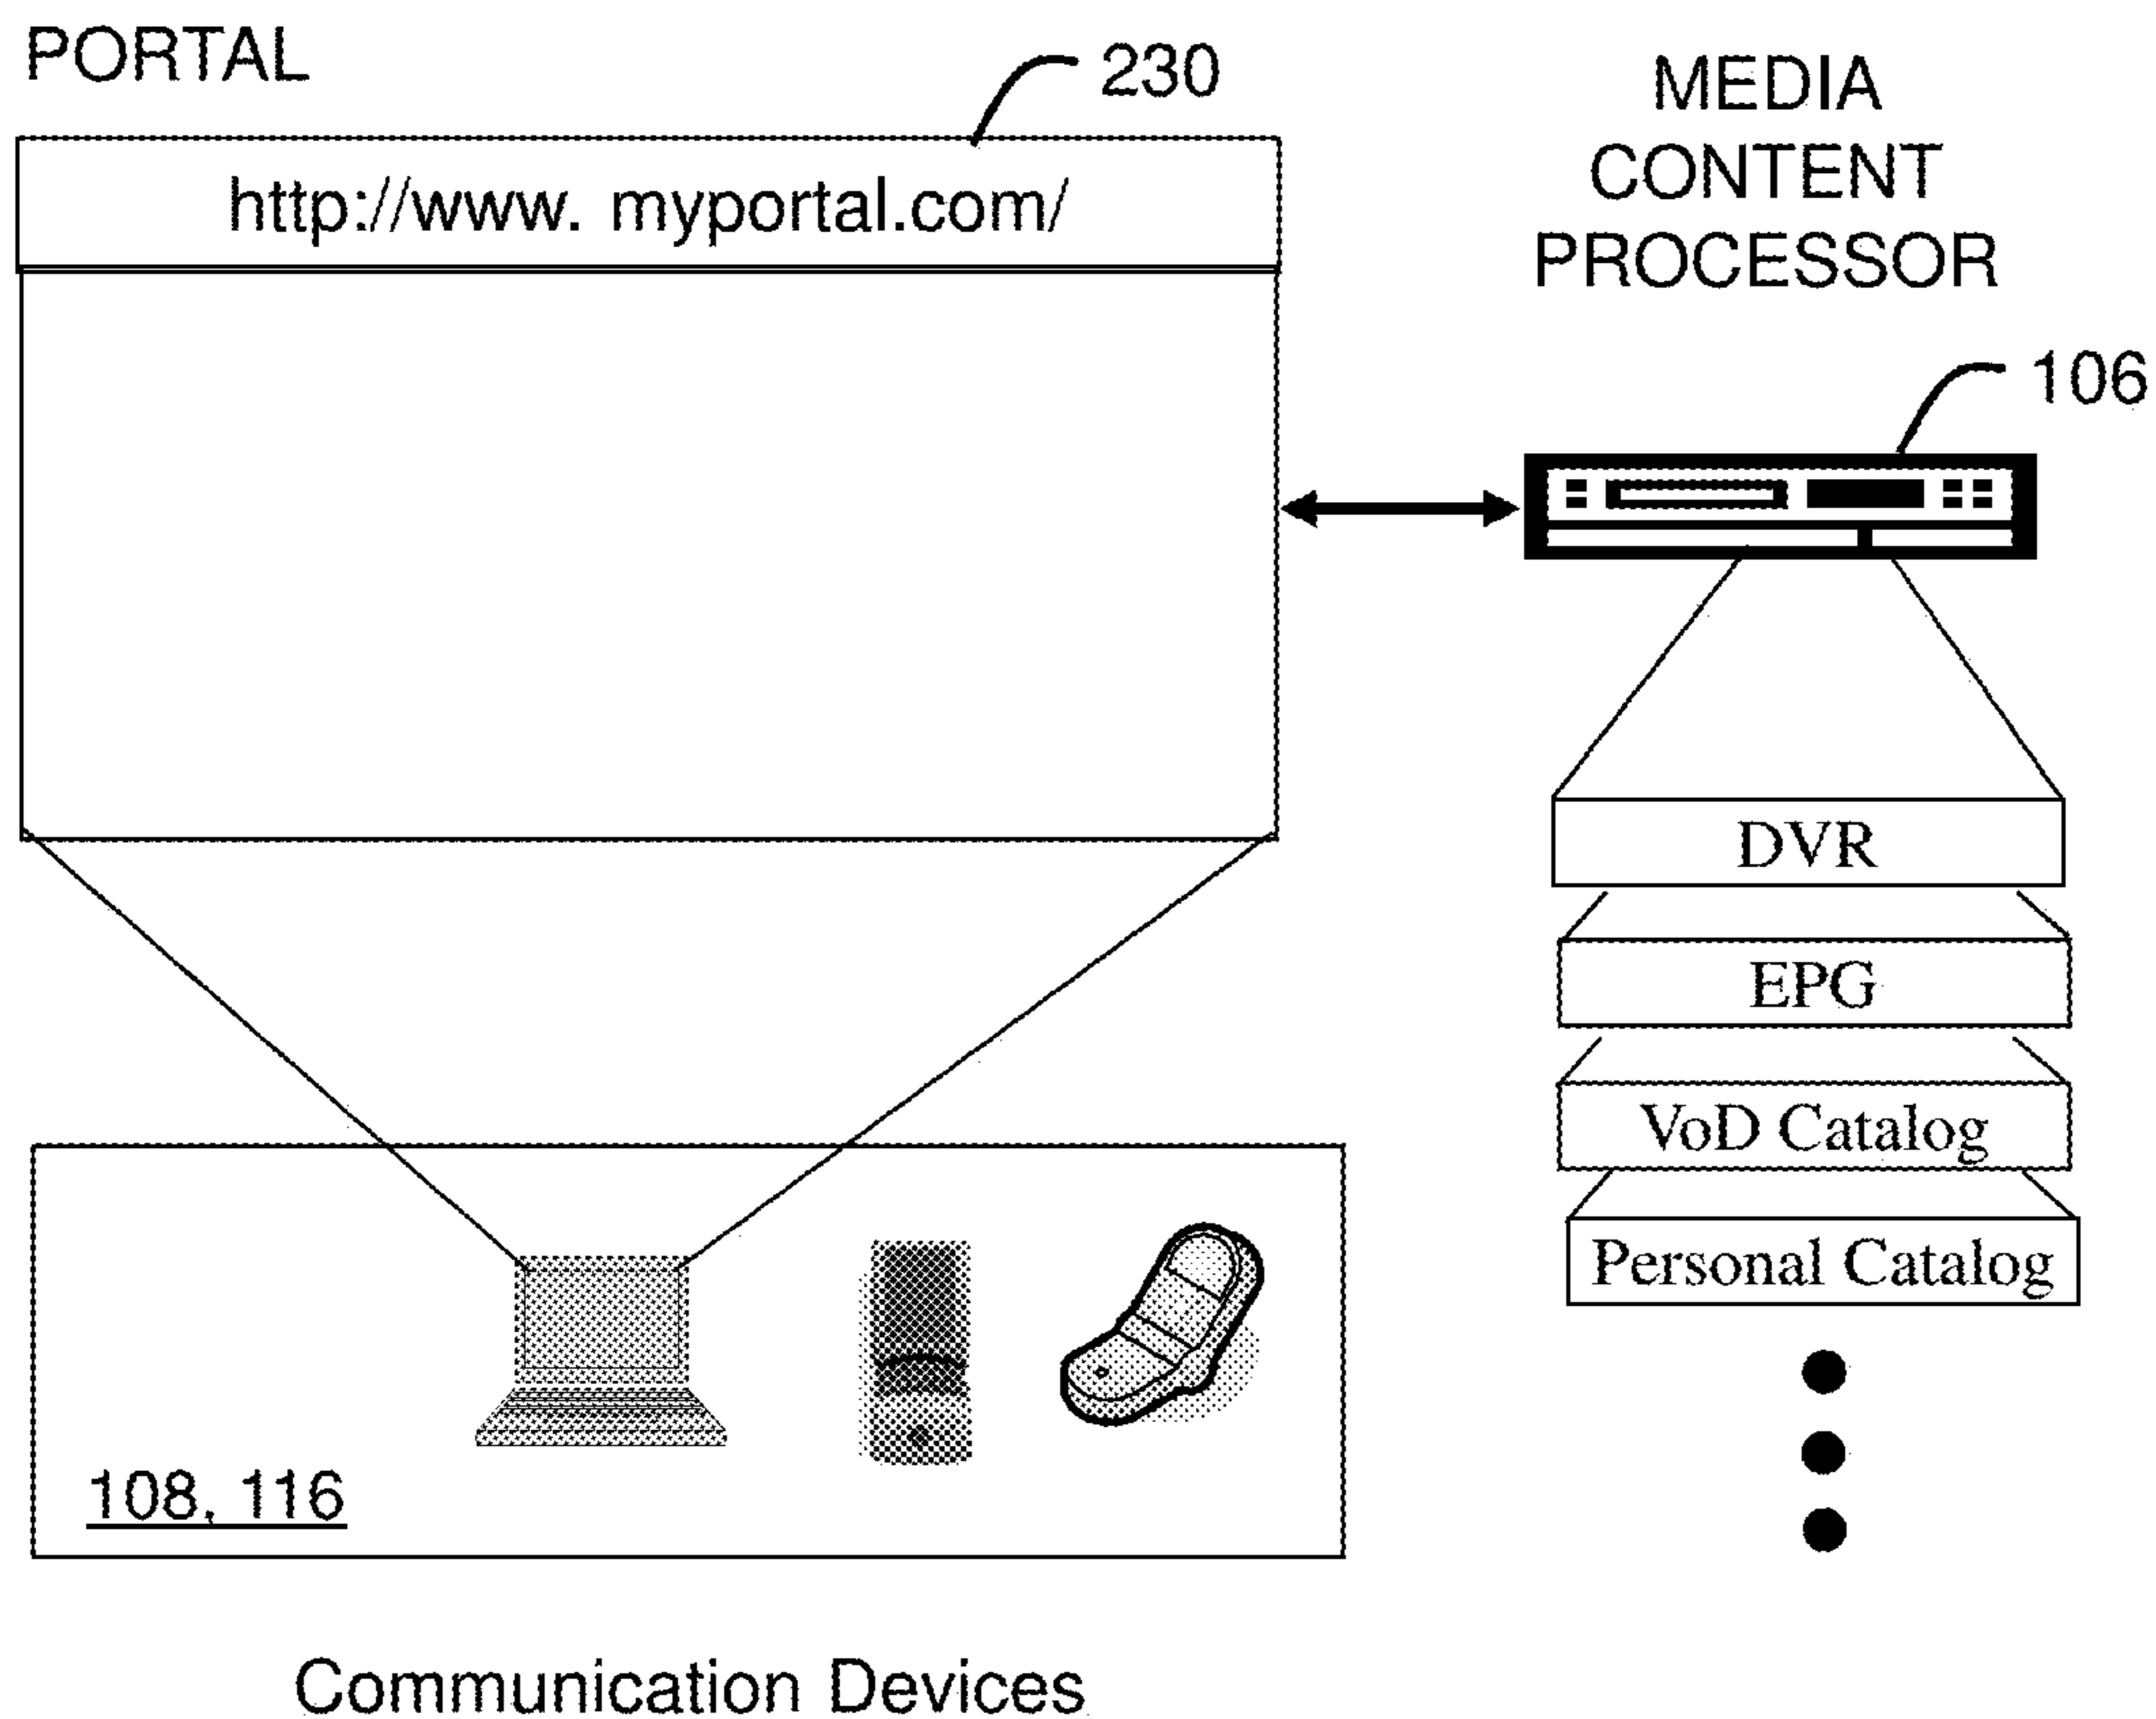 PORTAL
230
http://www. myportal.com/
MEDIA
CONTENT
PROCESSOR
106
DVR
EPG
VoD Catalog
Personal Catalog
108, 116
Communication Devices